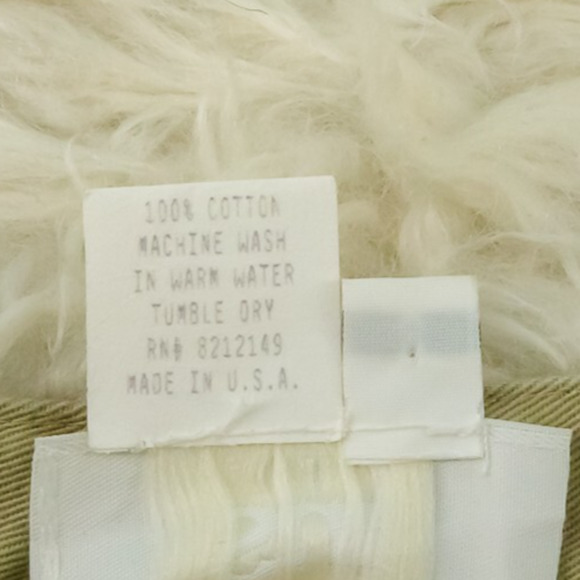 100% COTTON
MACHINE WASH
IN WARM WATER
TUMBLE DRY
RN# 8212149
MADE IN U.S.A.